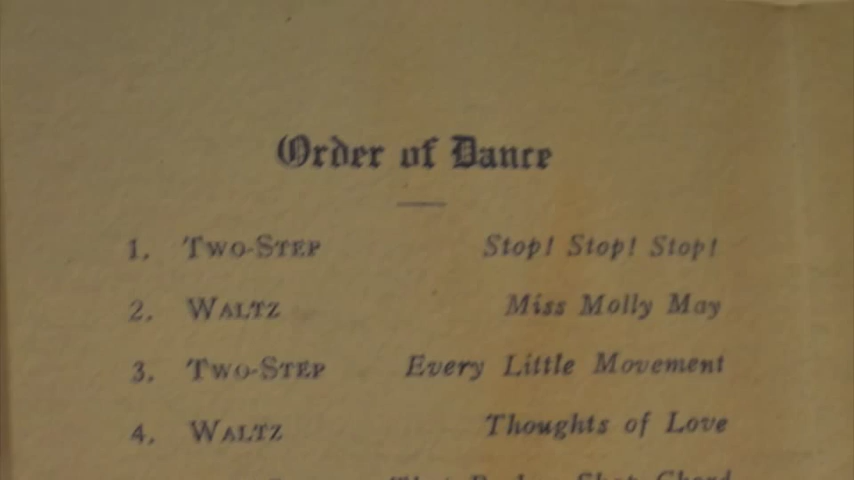 Order of Dance
1. TWO-STEP Stop! Stop! Stop!
2. WALTZ Miss Molly May
3. TWO-STEP Every Little Movement
4. WALTZ Thoughts of Love